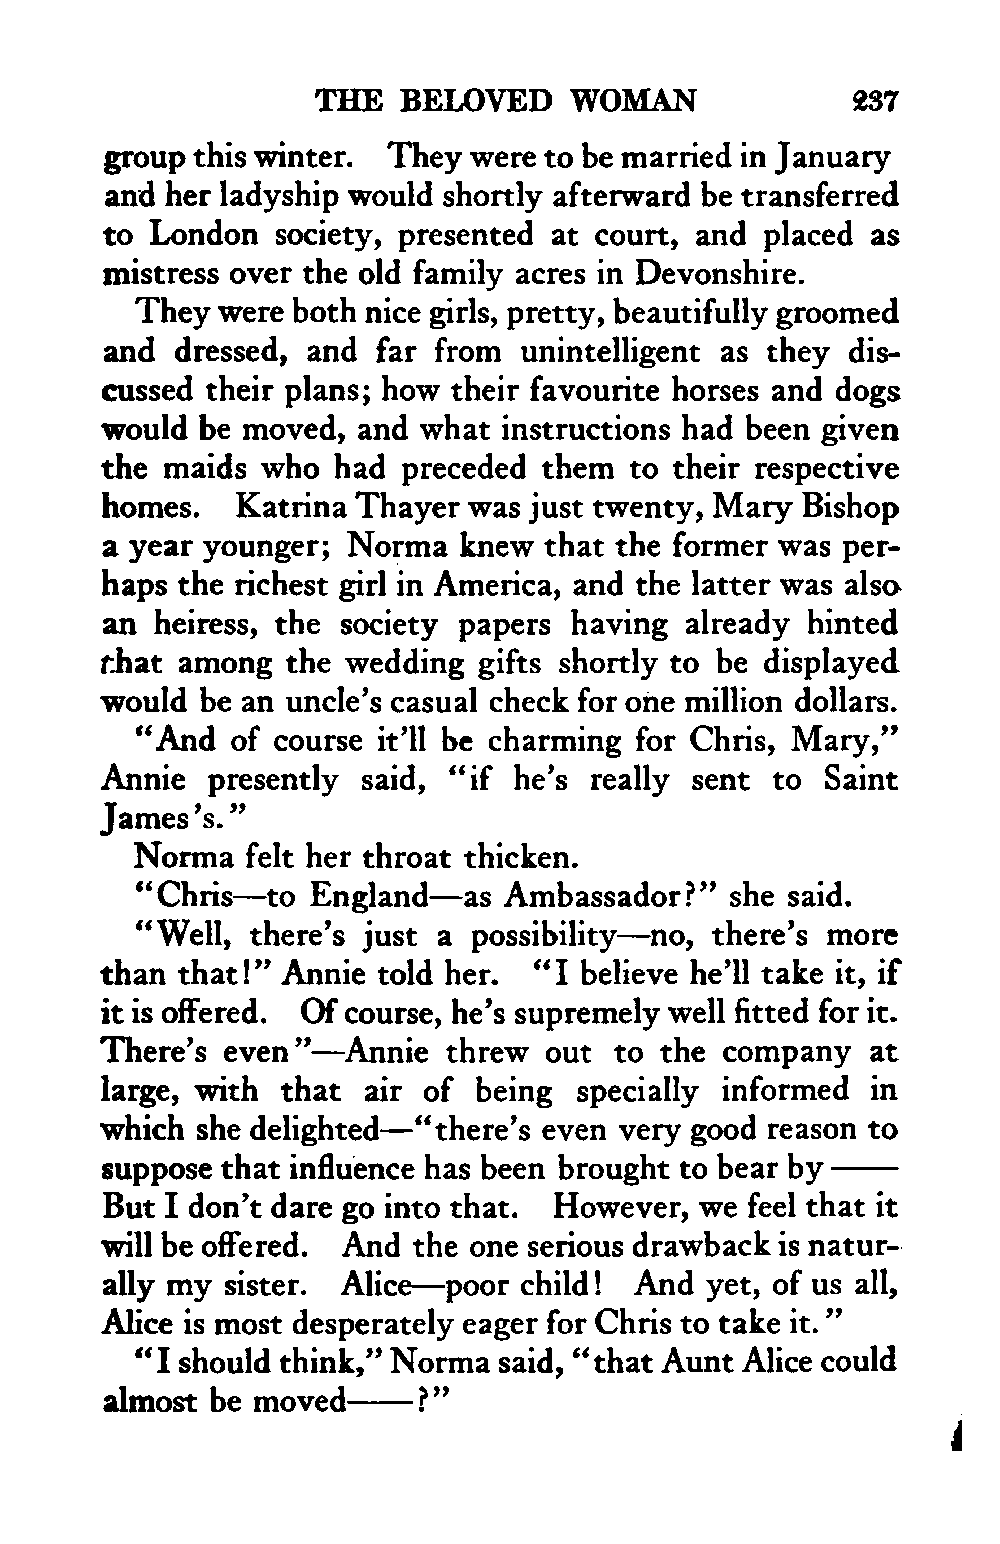 THE BELOVED WOMAN 237
group this winter. They were to be married in January
and her ladyship would shortly afterward be transferred
to London society, presented at court, and placed as
mistress over the old family acres in Devonshire.
They were both nice girls, pretty, beautifully groomed
and dressed, and far from unintelligent as they dis-
cussed their plans; how their favourite horses and dogs
would be moved, and what instructions had been given
the maids who had preceded them to their respective
homes. Katrina Thayer was just twenty, Mary Bishop
a year younger; Norma knew that the former was per-
haps the richest girl in America, and the latter was also
an heiress, the society papers having already hinted
that among the wedding gifts shortly to be displayed
would be an uncle's casual check for one million dollars.
"And of course it'll be charming for Chris, Mary,"
Annie presently said, "if he's really sent to Saint
James's."
Norma felt her throat thicken.
"Chris—to England—as Ambassador?" she said.
"Well, there's just a possibility—no, there's more
than that!" Annie told her. "I believe he'll take it, if
it is offered. Of course, he's supremely well fitted for it.
There's even"—Annie threw out to the company at
large, with that air of being specially informed in
which she delighted—"there's even very good reason to
suppose that influence has been brought to bear by——
But I don't dare go into that. However, we feel that it
will be offered. And the one serious drawback is natur-
ally my sister. Alice—poor child! And yet, of us all,
Alice is most desperately eager for Chris to take it."
"I should think," Norma said, "that Aunt Alice could
almost be moved——?"